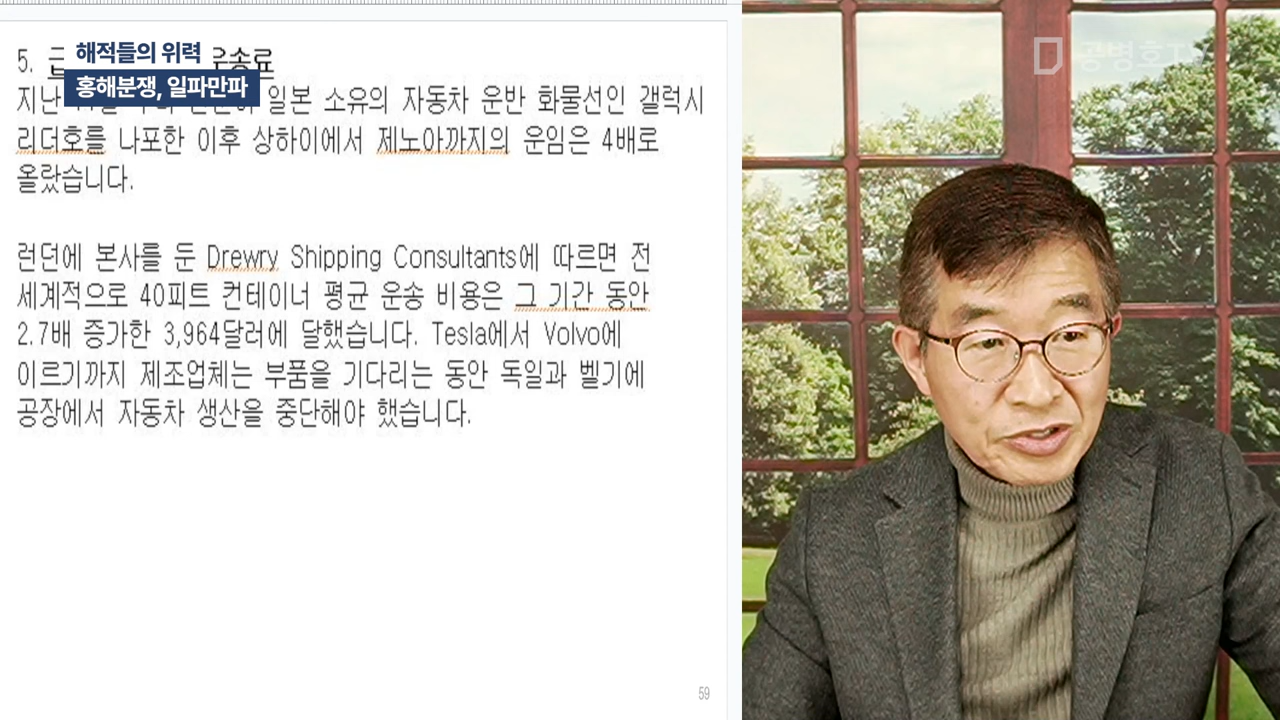 해적들의 위력
홍해분쟁, 일파만파
5. 운송료
지난 일본 소유의 자동차 운반 화물선인 갤럭시
리더호를 나포한 이후 상하이에서 제노아까지의 운임은 4배로
올랐습니다.
런던에 본사를 둔 Drewry Shipping Consultants에 따르면 전
세계적으로 40피트 컨테이너 평균 운송 비용은 그 기간 동안
2.7배 증가한 3,964달러에 달했습니다. Tesla에서 Volvo에
이르기까지 제조업체는 부품을 기다리는 동안 독일과 벨기에
공장에서 자동차 생산을 중단해야 했습니다.
59
공병호TV